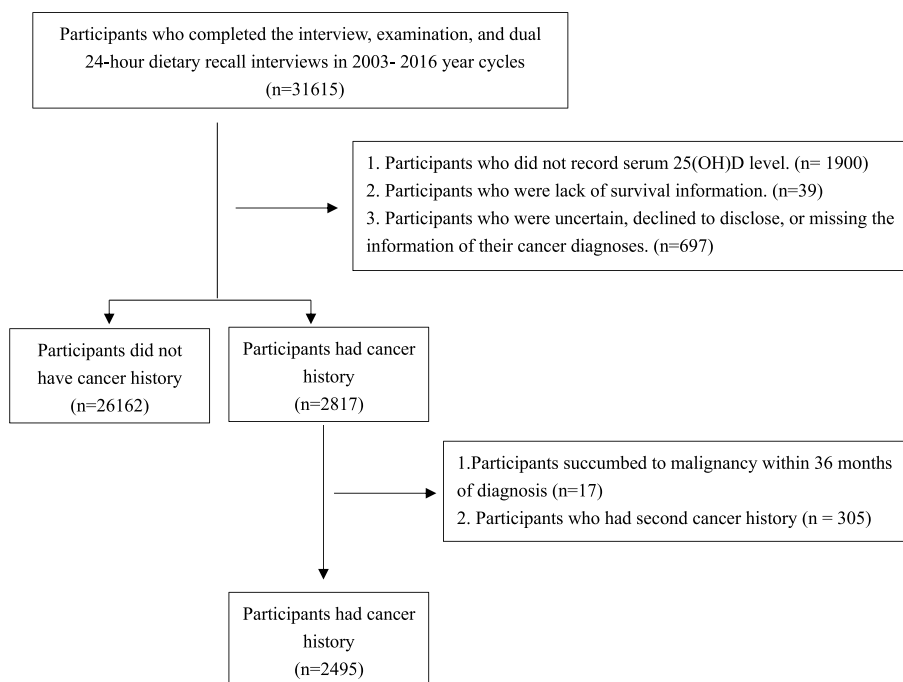 Participants who completed the interview, examination, and dual
24-hour dietary recall interviews in 2003- 2016 year cycles
(n=31615)
1. Participants who did not record serum 25(OH)D level. (n= 1900)
2. Participants who were lack of survival information. (n=39)
3. Participants who were uncertain, declined to disclose, or missing the
information of their cancer diagnoses. (n=697)
Participants did not
have cancer history
(n=26162)
Participants had cancer
history
(n=2817)
1.Participants succumbed to malignancy within 36 months
of diagnosis (n=17)
2. Participants who had second cancer history (n = 305)
Participants had cancer
history
(n=2495)